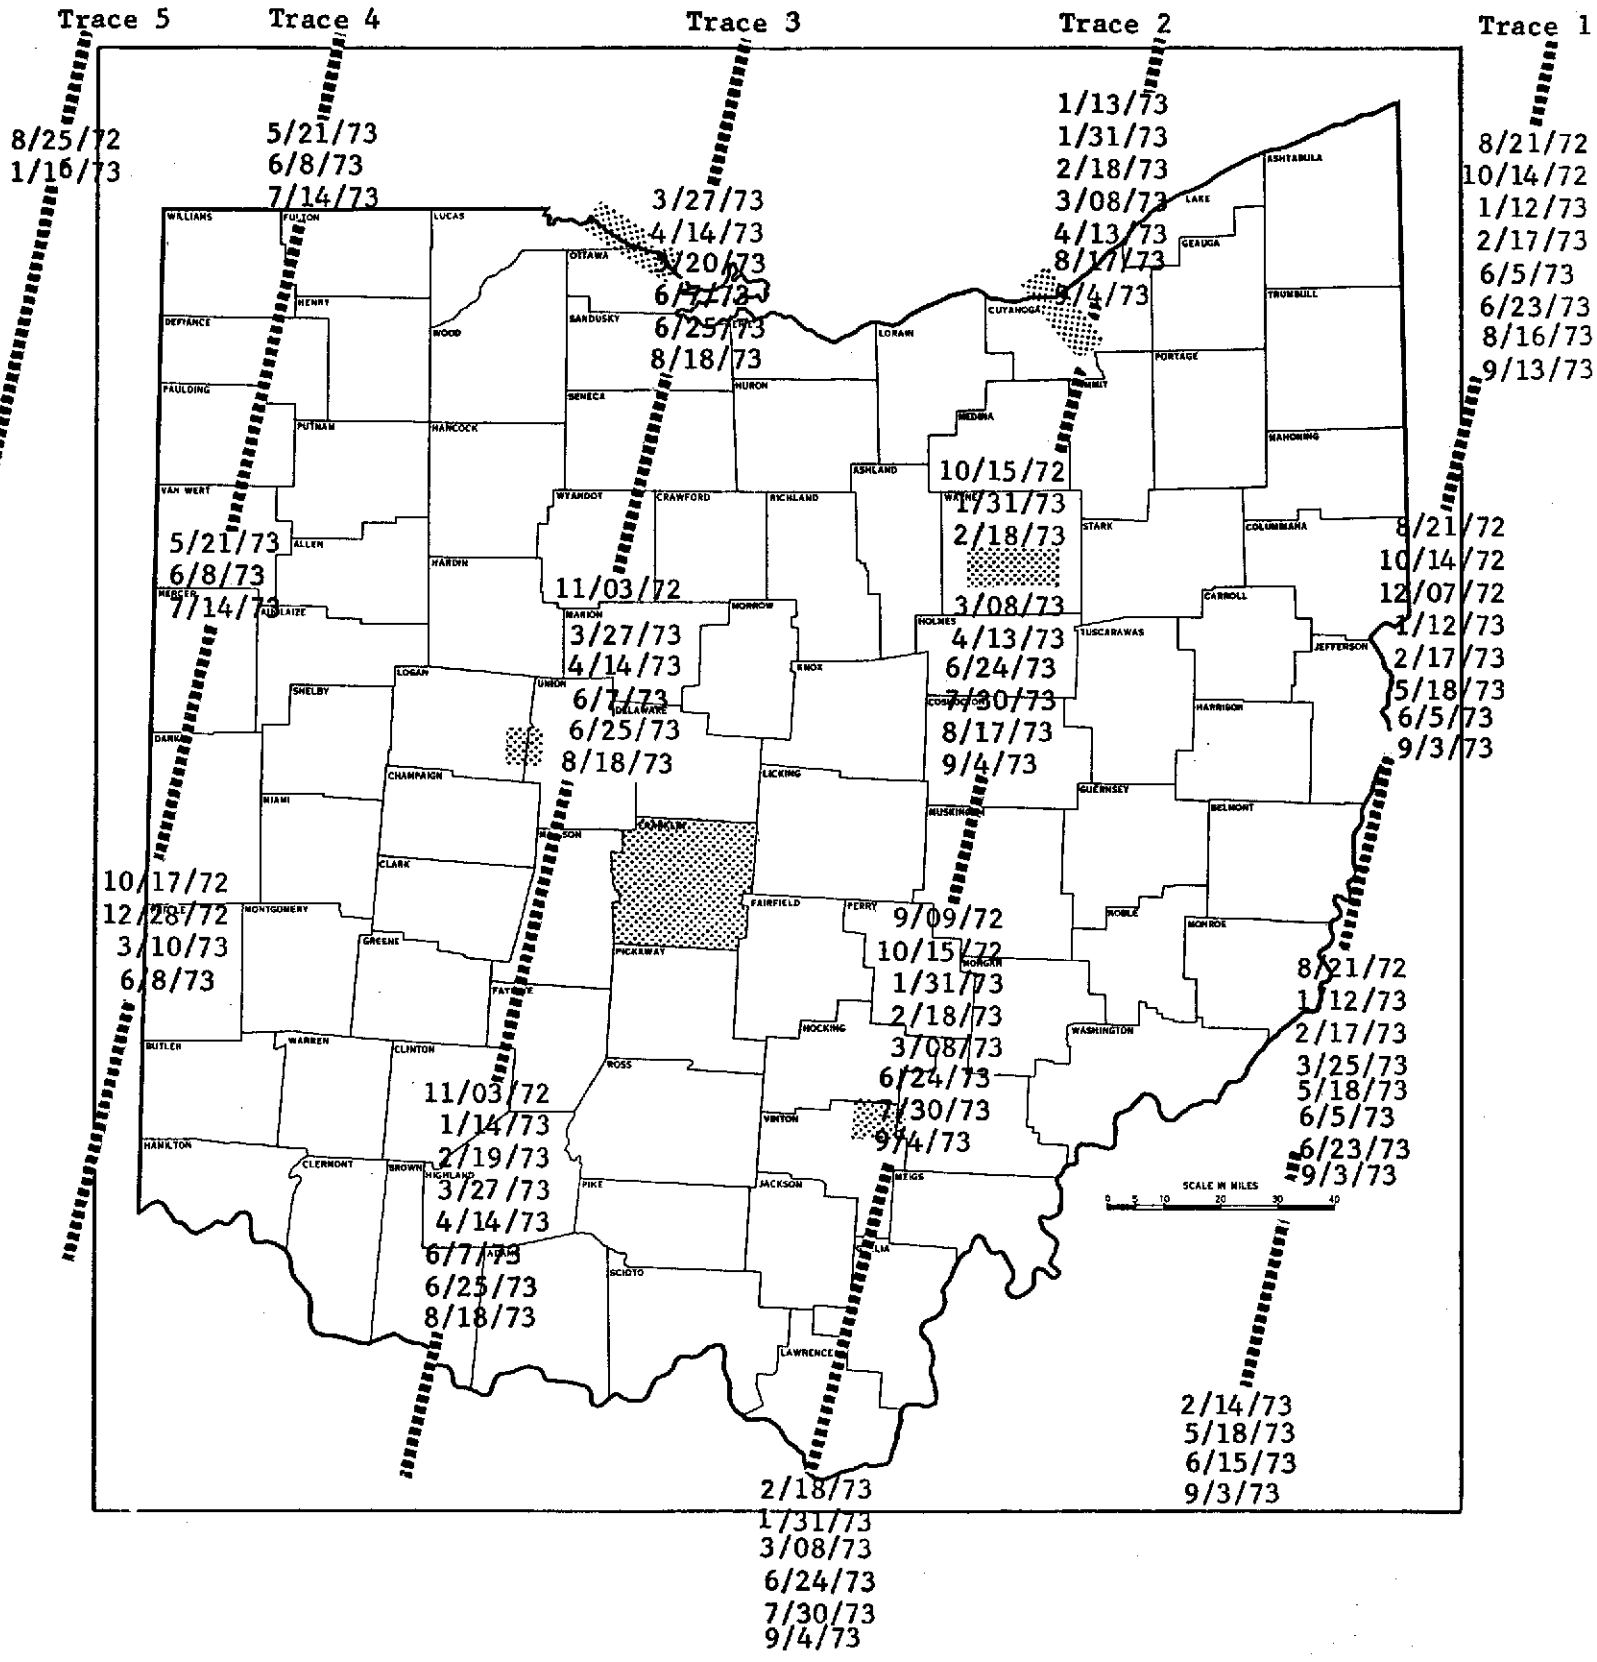 Trace 5
Trace 4
Trace 3
Trace 2
Trace 1
8/25/72
1/16/73
5/21/73
6/8/73
7/14/73
3/27/73
4/14/73
/20/73
6/7/73
6/25/73
8/18/73
1/13/73
1/31/73
2/18/73
3/08/73
4/13/73
8/17/73
9/4/73
8/21/72
10/14/72
1/12/73
2/17/73
6/5/73
6/23/73
8/16/73
9/13/73
WILLIAMS
FULTON
LUCAS
OTTAWA
LAKE
ASHTABULA
GEAUGA
TRUMBULL
CUYAHOGA
DEFIANCE
HENRY
WOOD
SANDUSKY
LORAIN
PORTAGE
PAULDING
PUTNAM
HANCOCK
SENECA
HURON
MEDINA
SUMMIT
MAHONING
VAN WERT
ALLEN
HARDIN
WYANDOT
CRAWFORD
RICHLAND
ASHLAND
WAYNE
STARK
COLUMBIANA
5/21/73
6/8/73
7/14/73
11/03/72
3/27/73
4/14/73
6/7/73
6/25/73
8/18/73
10/15/72
1/31/73
2/18/73
3/08/73
4/13/73
6/24/73
7/30/73
8/17/73
9/4/73
8/21/72
10/14/72
12/07/72
1/12/73
2/17/73
5/18/73
6/5/73
9/3/73
MERCER
AUGLAIZE
MARION
MORROW
HOLMES
TUSCARAWAS
CARROLL
JEFFERSON
LOGAN
SHELBY
UNION
DELAWARE
KNOX
COSHOCTON
HARRISON
DARKE
CHAMPAIGN
MIAMI
LICKING
MUSKINGUM
GUERNSEY
BELMONT
CLARK
MADISON
FRANKLIN
10/17/72
12/28/72
3/10/73
6/8/73
PREBLE
MONTGOMERY
GREENE
FAYETTE
PICKAWAY
FAIRFIELD
PERRY
MORGAN
NOBLE
MONROE
9/09/72
10/15/72
1/31/73
2/18/73
3/08/73
6/24/73
7/30/73
9/4/73
8/21/72
1/12/73
2/17/73
3/25/73
5/18/73
6/5/73
6/23/73
9/3/73
BUTLER
WARREN
CLINTON
ROSS
HOCKING
WASHINGTON
11/03/72
1/14/73
2/19/73
3/27/73
4/14/73
6/7/73
6/25/73
8/18/73
HAMILTON
CLERMONT
BROWN
HIGHLAND
PIKE
VINTON
JACKSON
MEIGS
ADAMS
SCIOTO
GALLIA
LAWRENCE
SCALE IN MILES
0 5 10 20 30 40
2/14/73
5/18/73
6/15/73
9/3/73
2/18/73
1/31/73
3/08/73
6/24/73
7/30/73
9/4/73